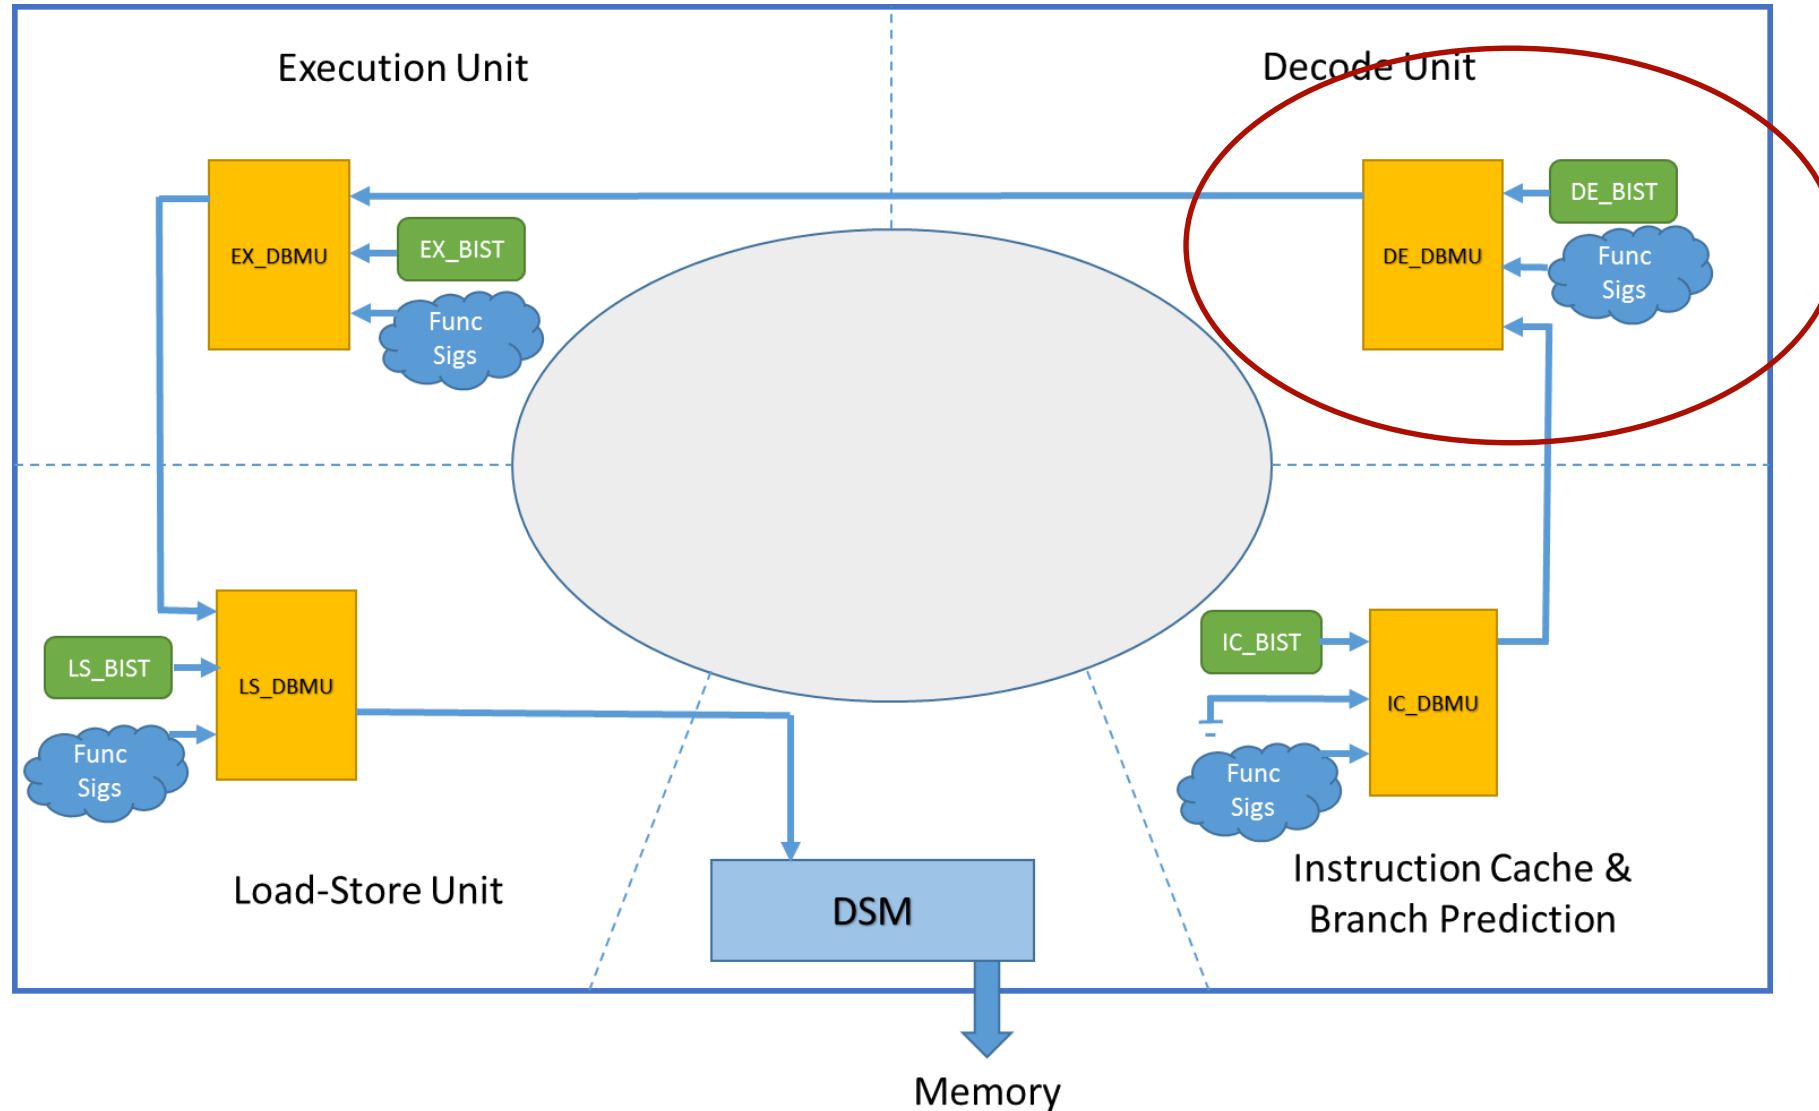 Execution Unit
Decode Unit
EX_DBMU
EX_BIST
Func
Sigs
DE_DBMU
DE_BIST
Func
Sigs
LS_BIST
LS_DBMU
Func
Sigs
Load-Store Unit
IC_BIST
IC_DBMU
Func
Sigs
Instruction Cache &
Branch Prediction
DSM
Memory